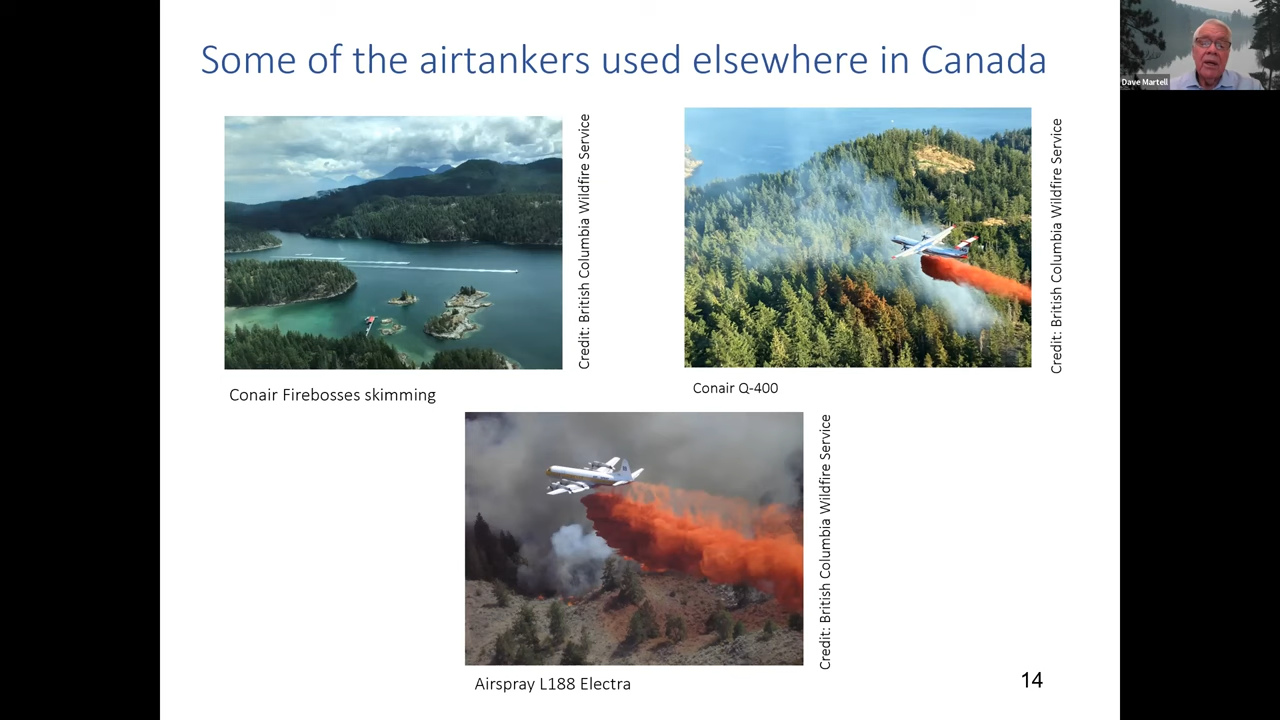 Some of the airtankers used elsewhere in Canada
Dave Martell
Credit: British Columbia Wildfire Service
Credit: British Columbia Wildfire Service
Conair Firebosses skimming
Conair Q-400
Credit: British Columbia Wildfire Service
Airspray L188 Electra
14